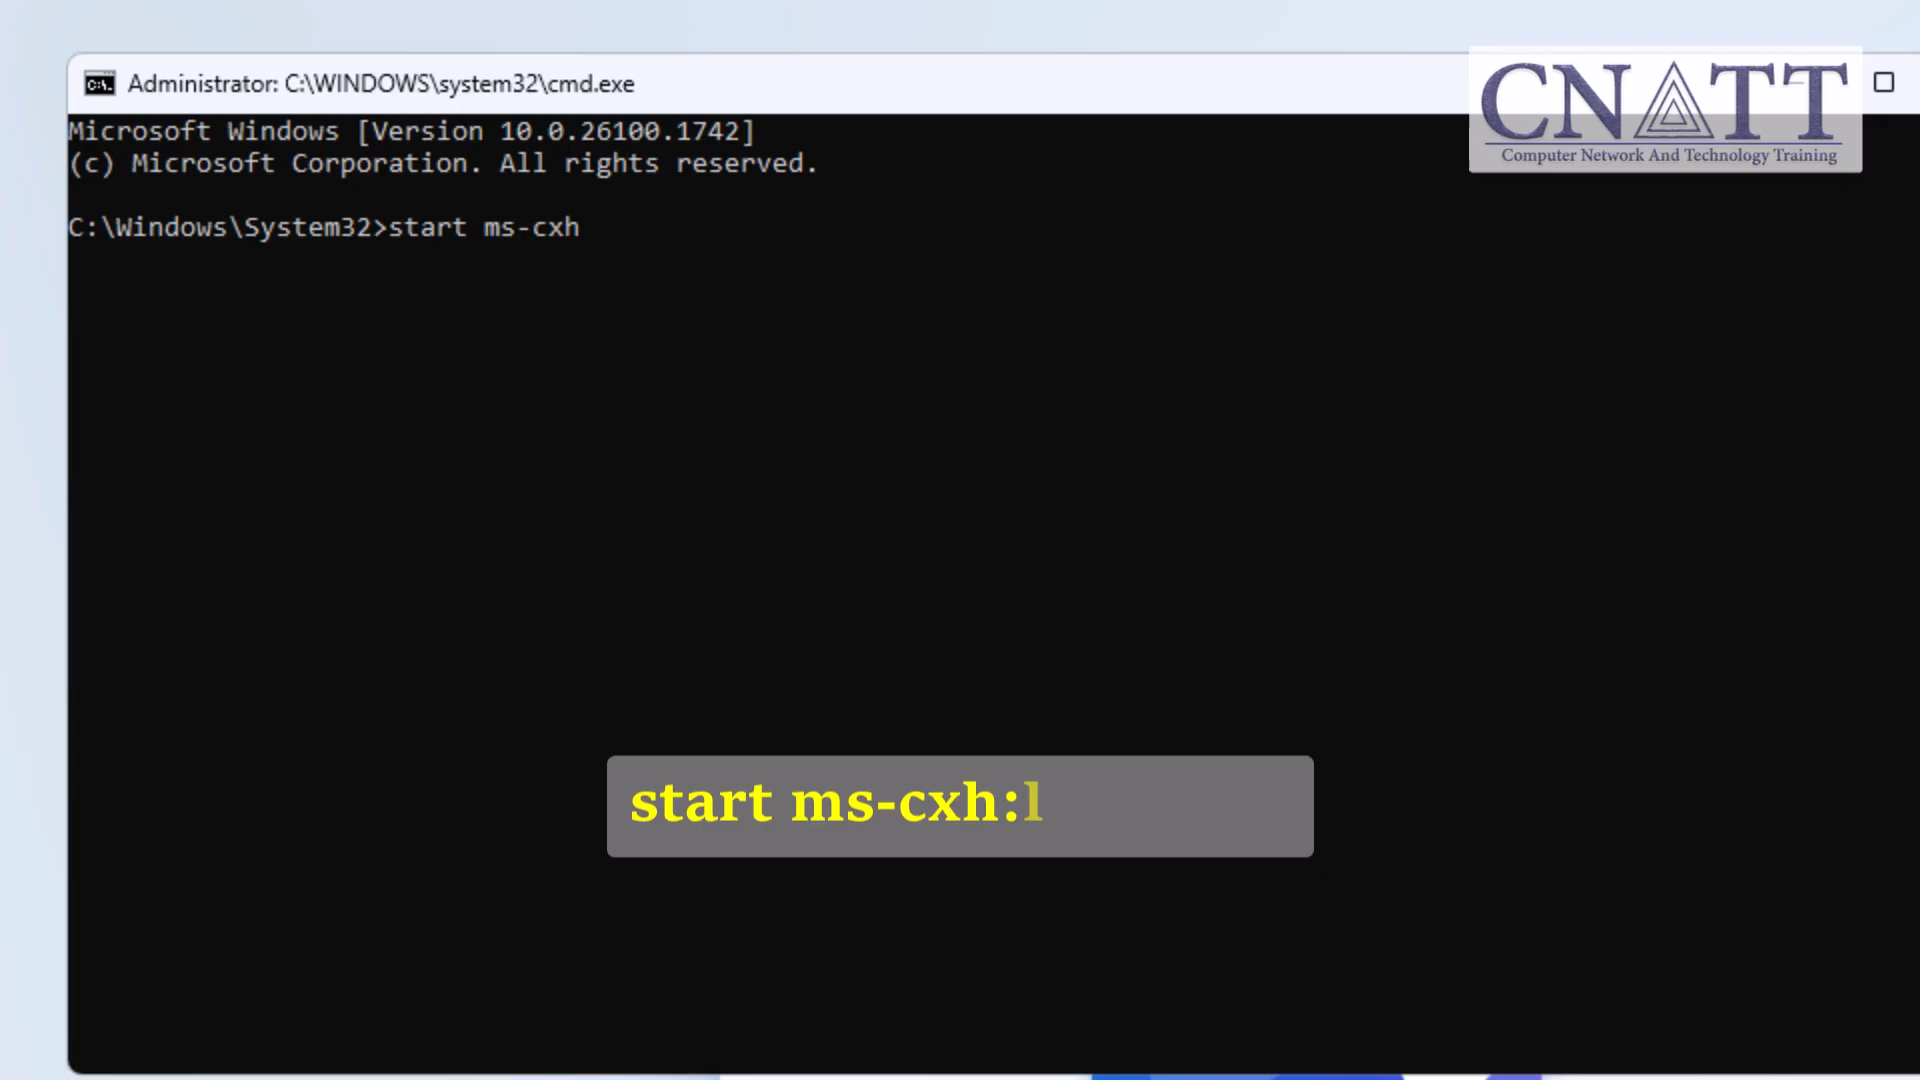 Administrator: C:\WINDOWS\system32\cmd.exe
CNATT
Computer Network And Technology Training
Microsoft Windows [Version 10.0.26100.1742]
(c) Microsoft Corporation. All rights reserved.
C:\Windows\System32>start ms-cxh
start ms-cxh:l